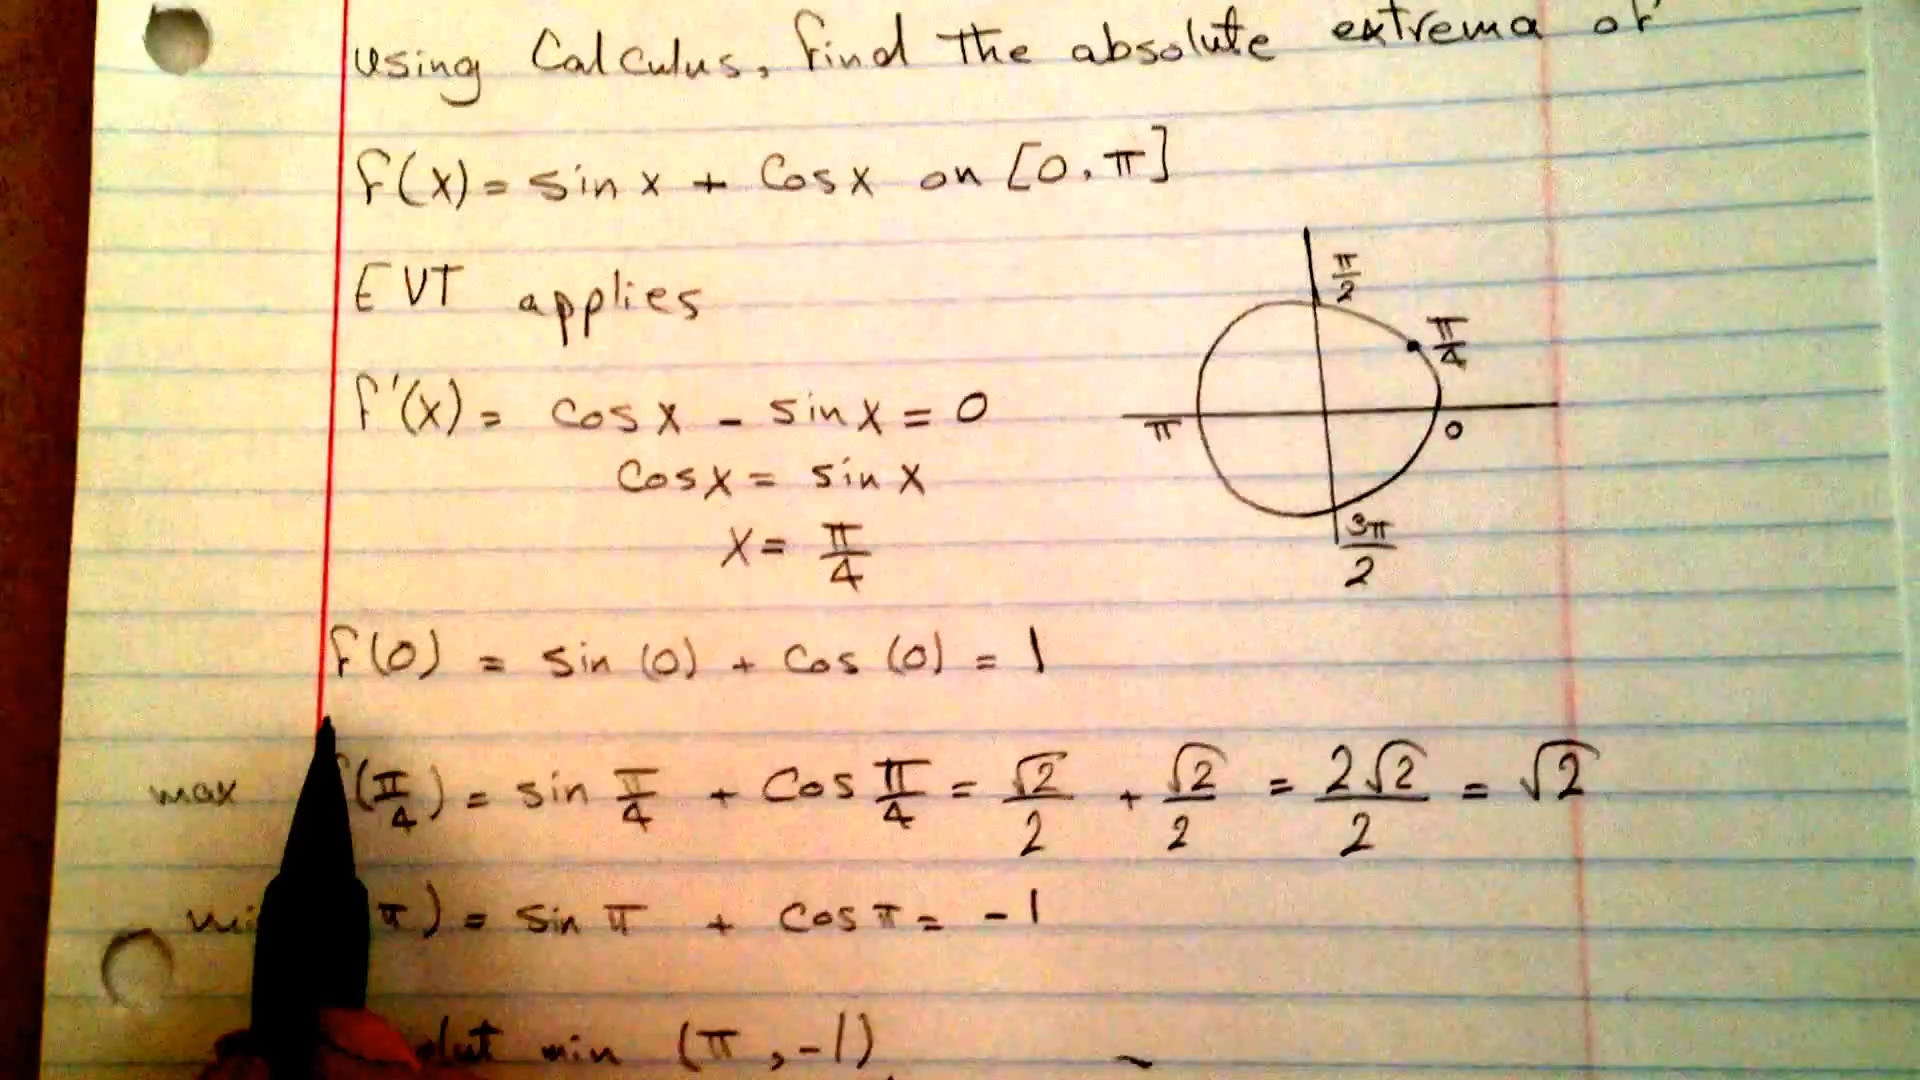 using Calculus, find the absolute extrema of
f(x) = sin x + cos x on [0, π]
EVT applies
π/2
π/4
f'(x) = cos x - sin x = 0
π
0
cos x = sin x
x = π/4
3π/2
f(0) = sin (0) + cos (0) = 1
max f(π/4) = sin π/4 + cos π/4 = √2/2 + √2/2 = 2√2/2 = √2
π) = sin π + cos π = -1
min (π, -1)